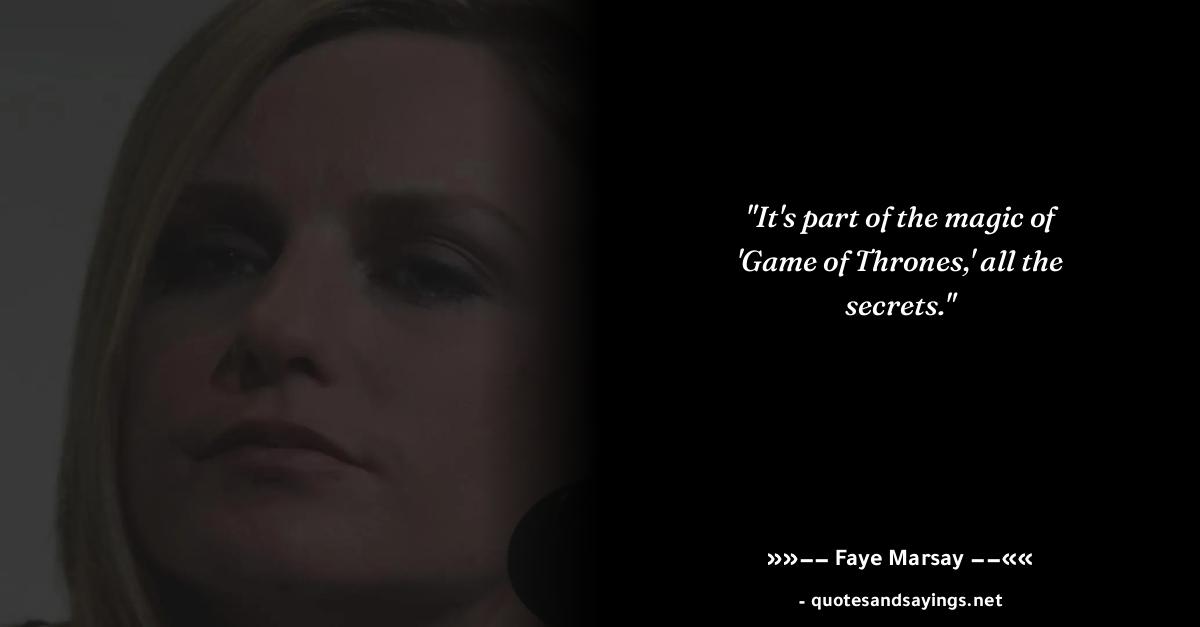 "It's part of the magic of
'Game of Thrones,' all the
secrets."
»»−− Faye Marsay −−««
- quotesandsayings.net